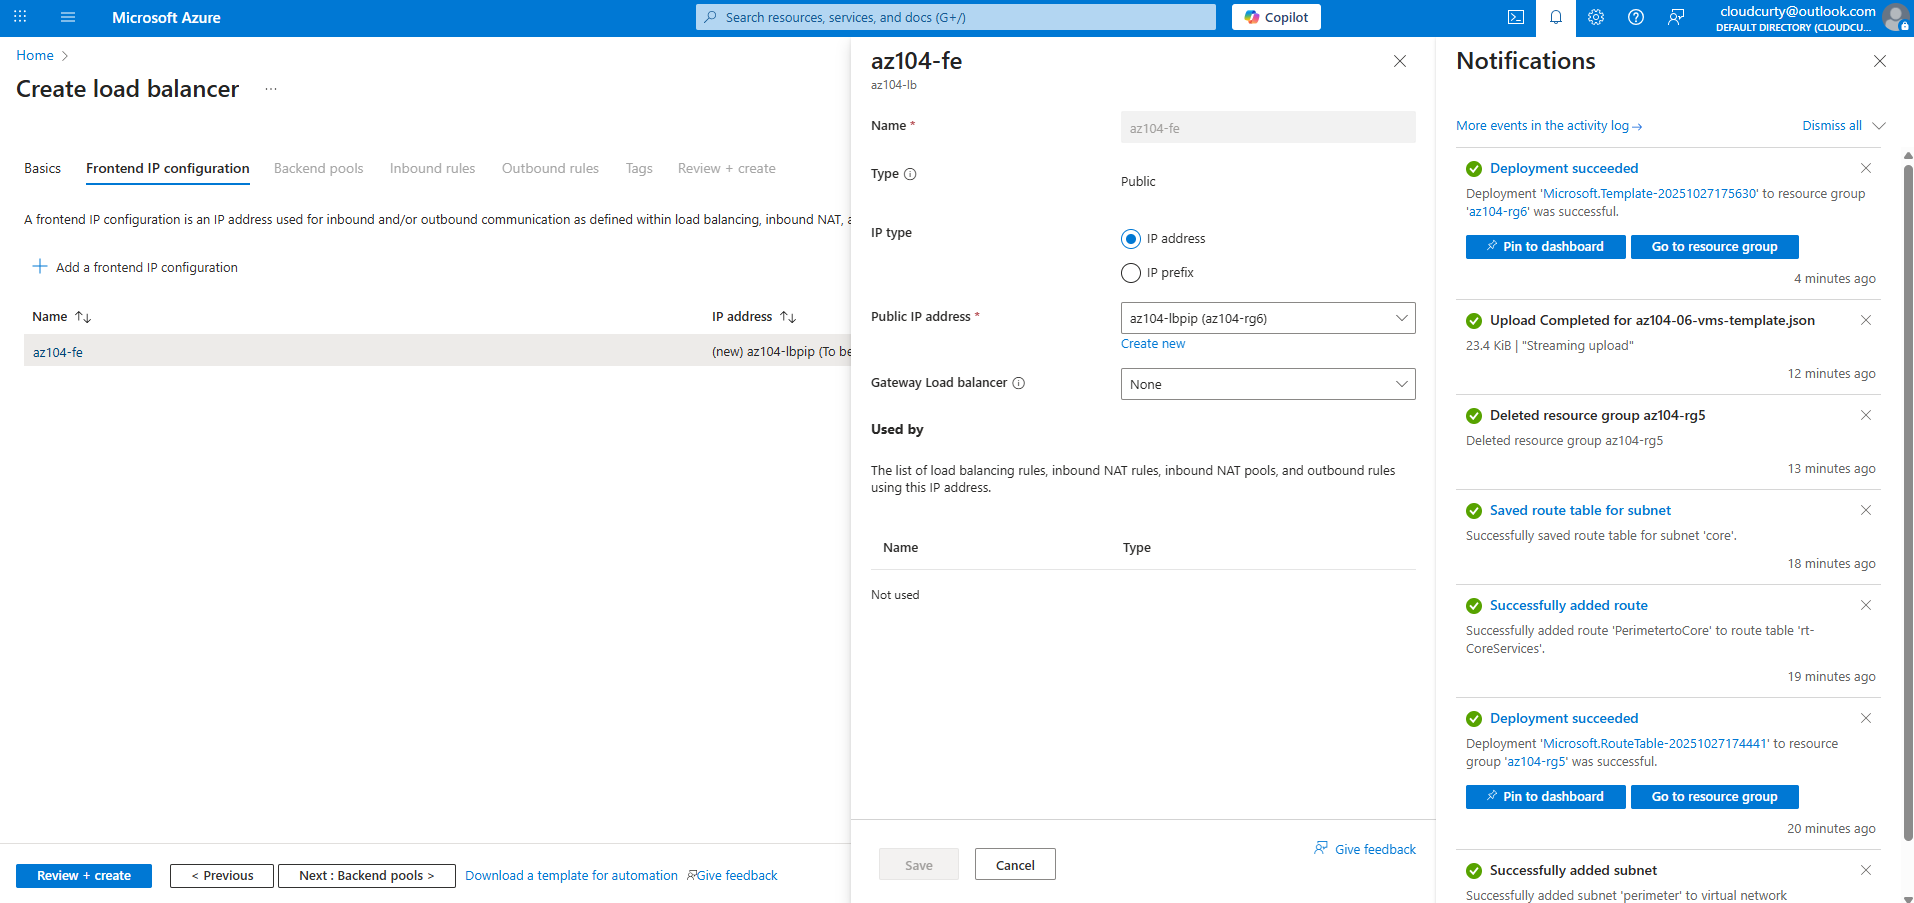 Microsoft Azure
Search resources, services, and docs (G+/)
Copilot
cloudcurty@outlook.com
DEFAULT DIRECTORY (CLOUDCU...
Home
Create load balancer
...
Basics
Frontend IP configuration
Backend pools
Inbound rules
Outbound rules
Tags
Review + create
A frontend IP configuration is an IP address used for inbound and/or outbound communication as defined within load balancing, inbound NAT, a
Add a frontend IP configuration
Name
IP address
az104-fe
(new) az104-lbpip (To be
Review + create
< Previous
Next : Backend pools >
Download a template for automation
Give feedback
az104-fe
az104-lb
Name *
az104-fe
Type
Public
IP type
IP address
IP prefix
Public IP address *
az104-lbpip (az104-rg6)
Create new
Gateway Load balancer
None
Used by
The list of load balancing rules, inbound NAT rules, inbound NAT pools, and outbound rules
using this IP address.
Name
Type
Not used
Save
Cancel
Give feedback
Notifications
More events in the activity log →
Dismiss all
Deployment succeeded
Deployment 'Microsoft.Template-20251027175630' to resource group
'az104-rg6' was successful.
Pin to dashboard
Go to resource group
4 minutes ago
Upload Completed for az104-06-vms-template.json
23.4 KiB | "Streaming upload"
12 minutes ago
Deleted resource group az104-rg5
Deleted resource group az104-rg5
13 minutes ago
Saved route table for subnet
Successfully saved route table for subnet 'core'.
18 minutes ago
Successfully added route
Successfully added route 'PerimetertoCore' to route table 'rt-
CoreServices'.
19 minutes ago
Deployment succeeded
Deployment 'Microsoft.RouteTable-20251027174441' to resource
group 'az104-rg5' was successful.
Pin to dashboard
Go to resource group
20 minutes ago
Successfully added subnet
Successfully added subnet 'perimeter' to virtual network